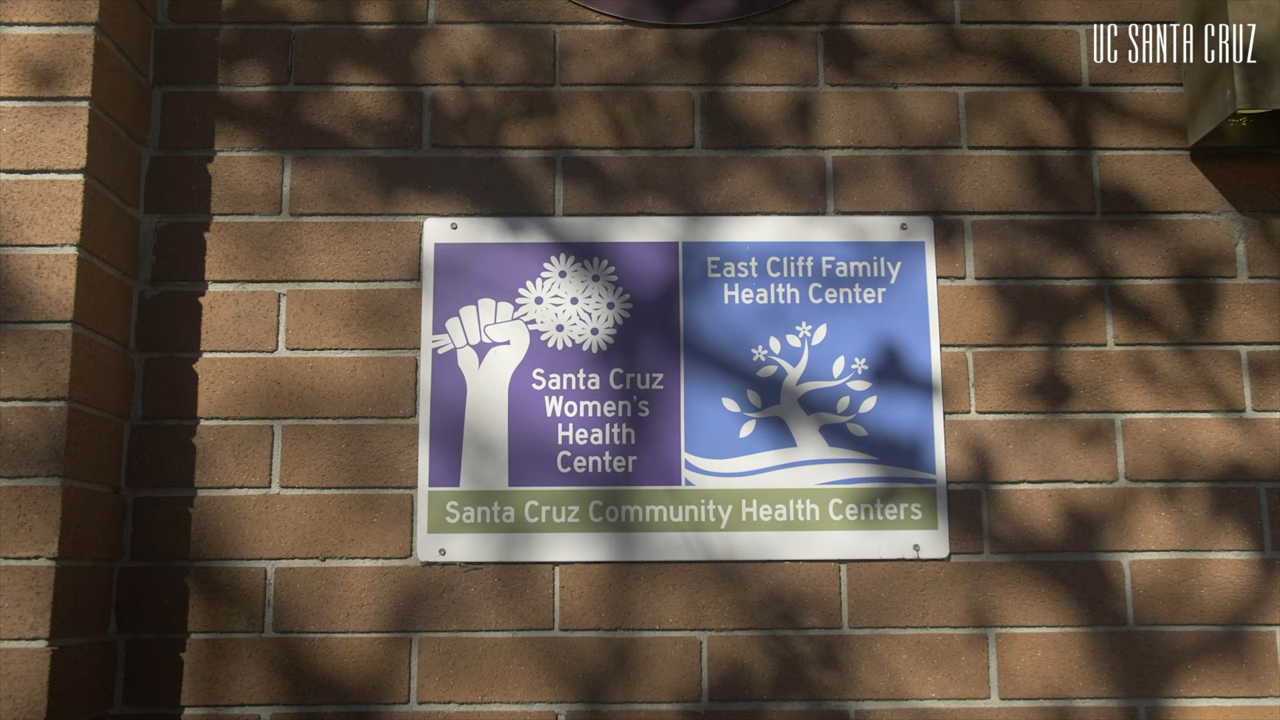 UC SANTA CRUZ
Santa Cruz
Women's
Health
Center
East Cliff Family
Health Center
Santa Cruz Community Health Centers